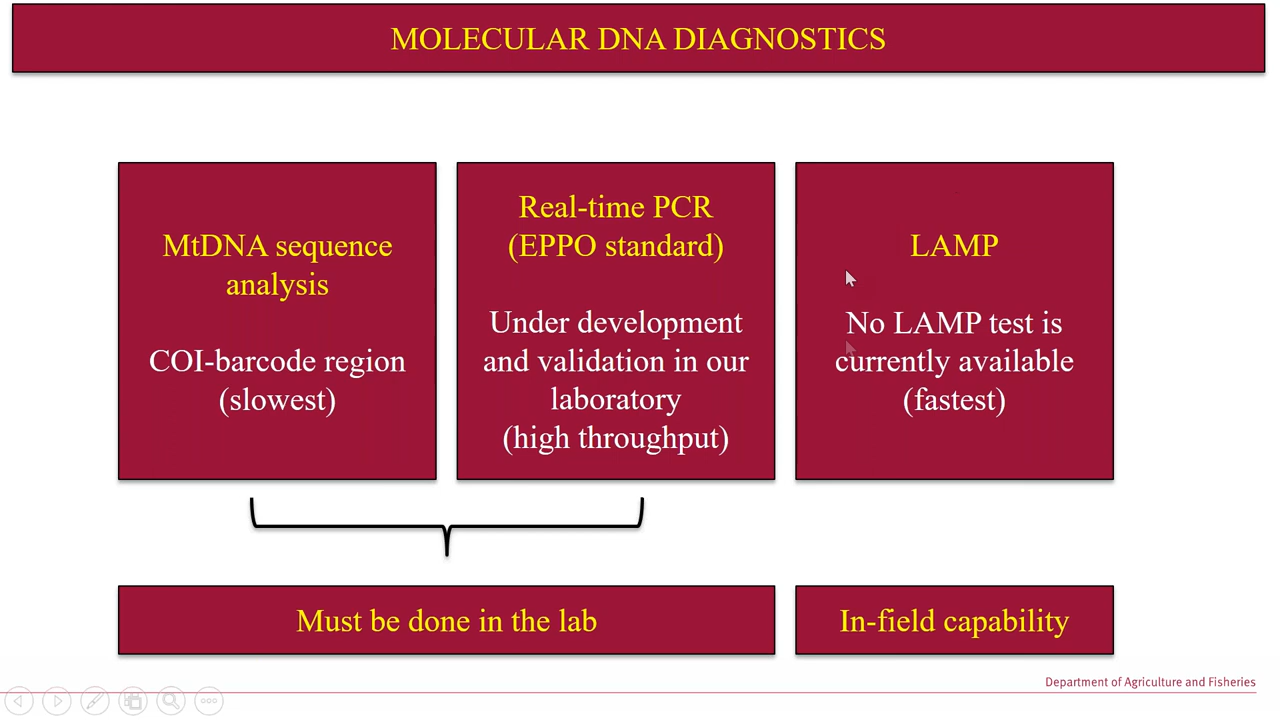 MOLECULAR DNA DIAGNOSTICS
MtDNA sequence
analysis
COI-barcode region
(slowest)
Real-time PCR
(EPPO standard)
Under development
and validation in our
laboratory
(high throughput)
LAMP
No LAMP test is
currently available
(fastest)
Must be done in the lab
In-field capability
Department of Agriculture and Fisheries